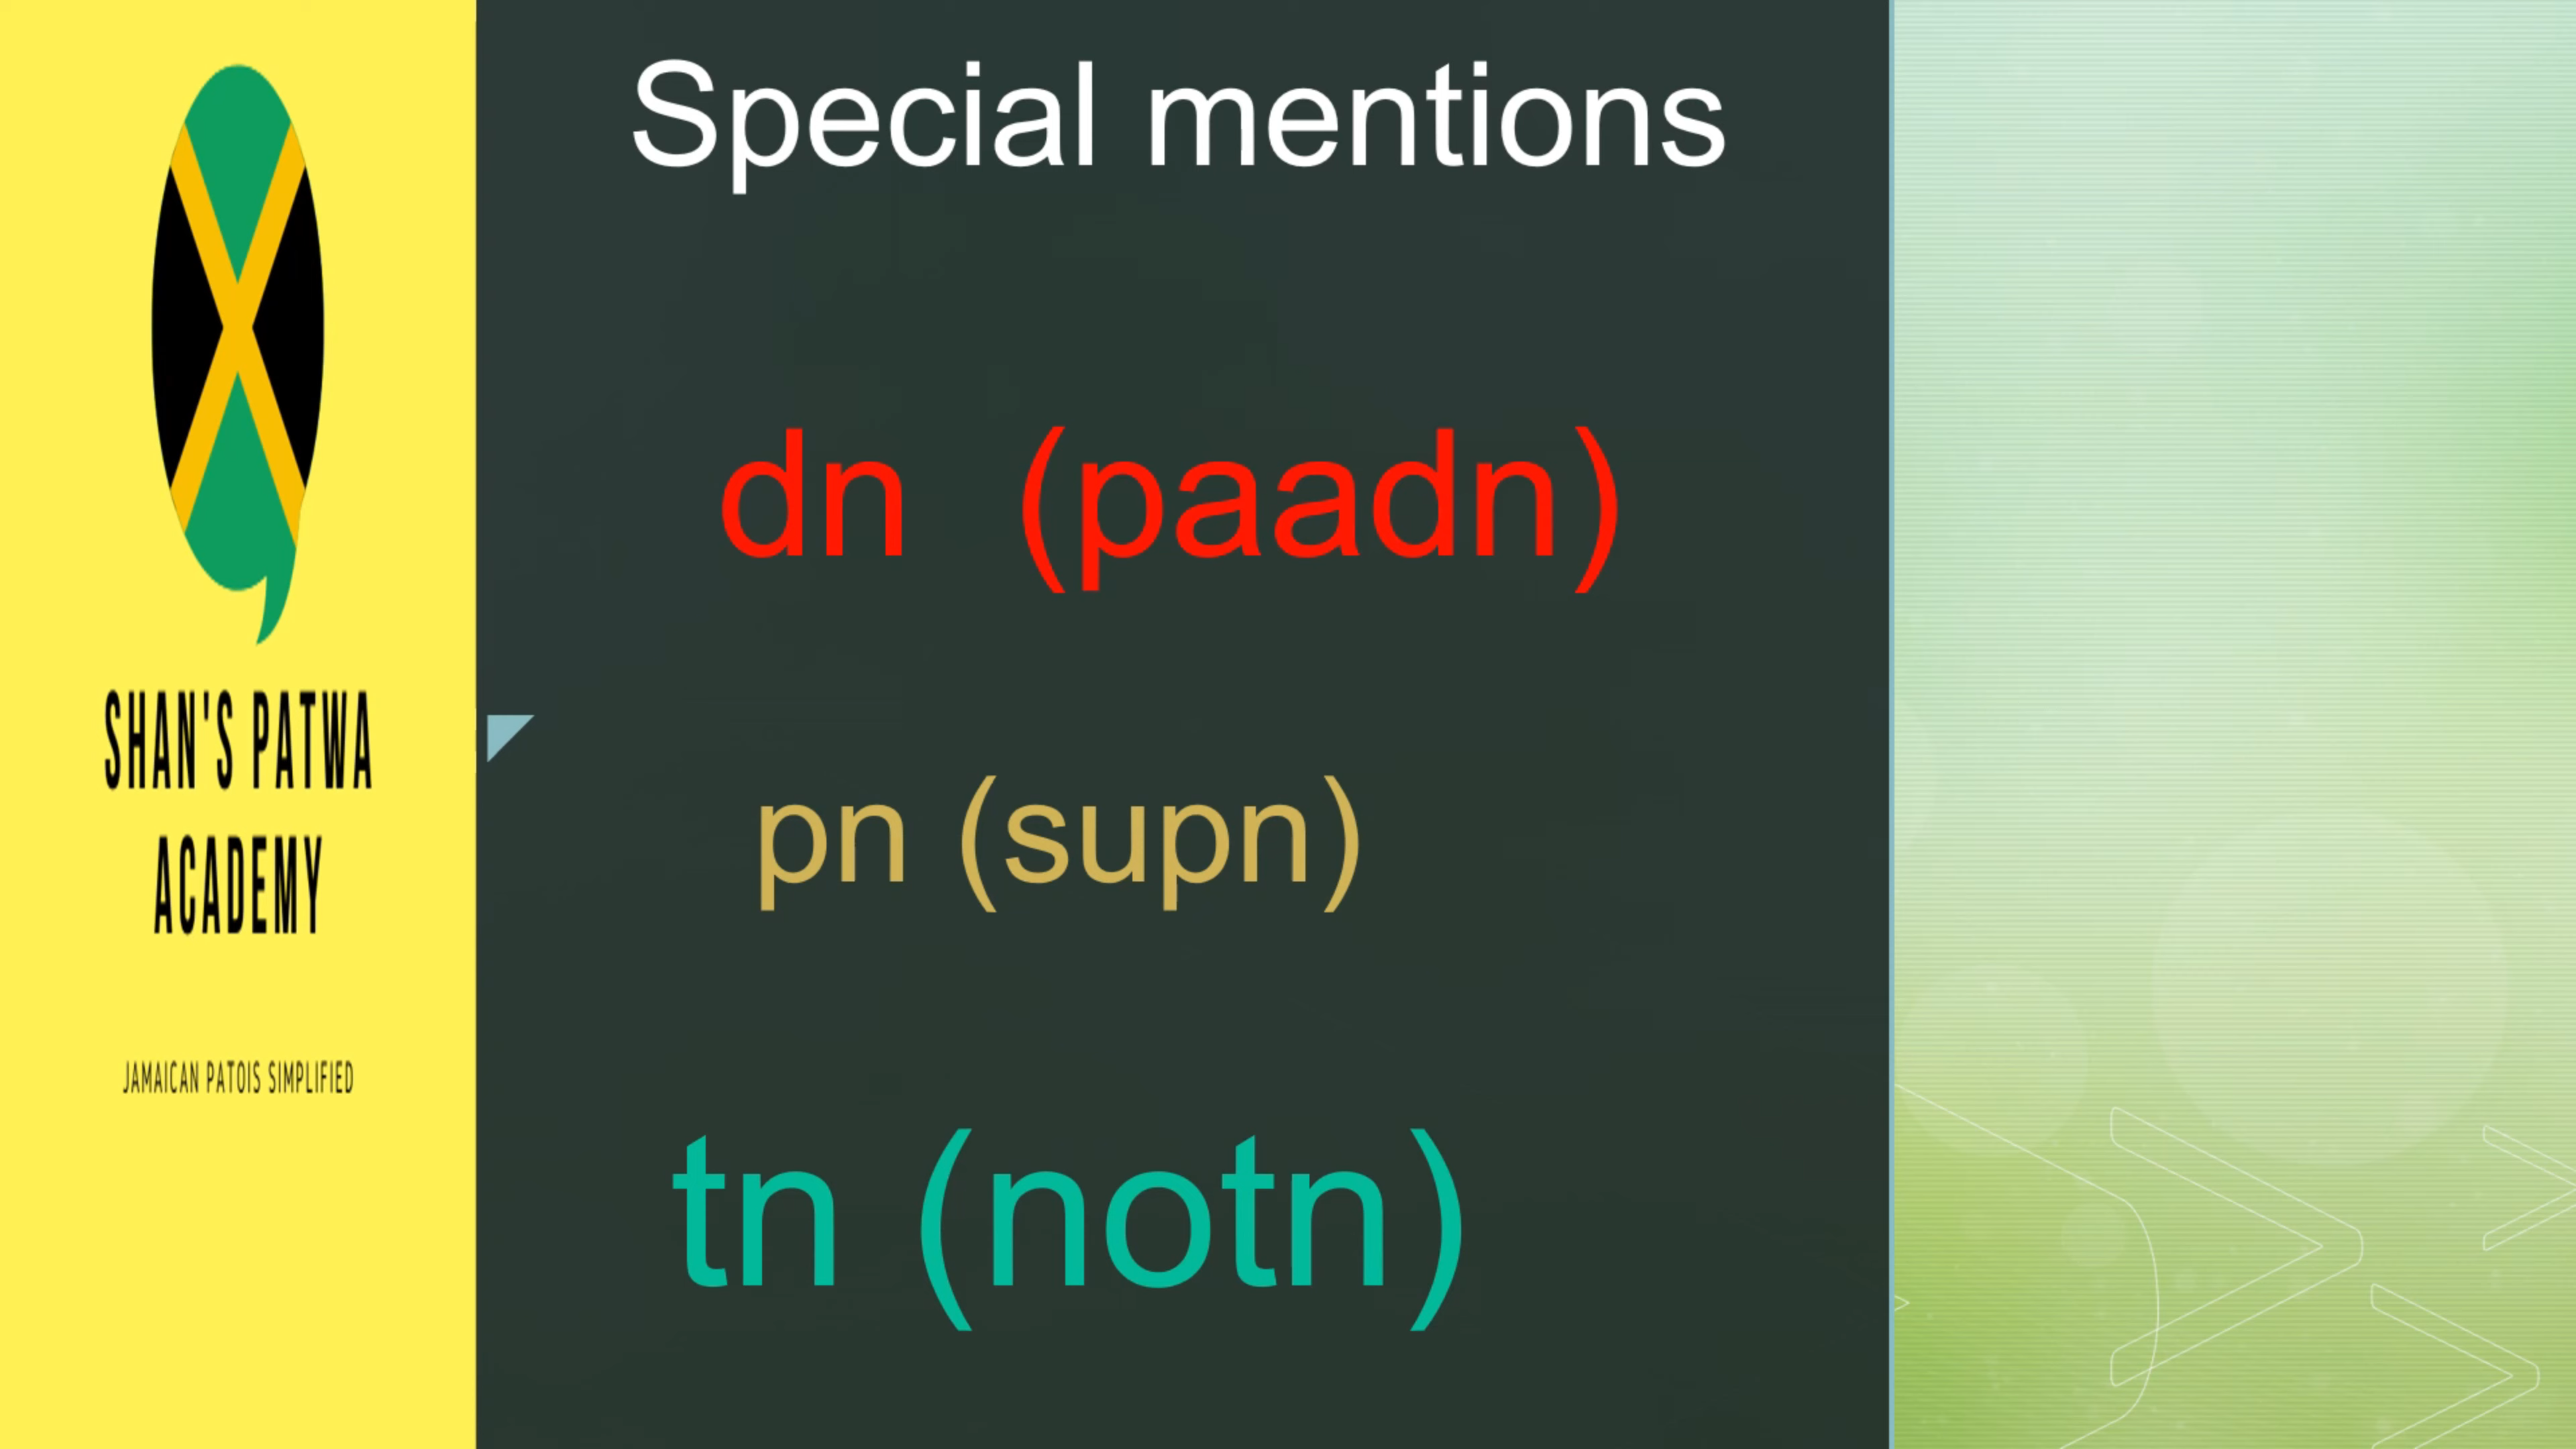 SHAN'S PATWA
ACADEMY
JAMAICAN PATOIS SIMPLIFIED
Special mentions
dn (paadn)
pn (supn)
tn (notn)